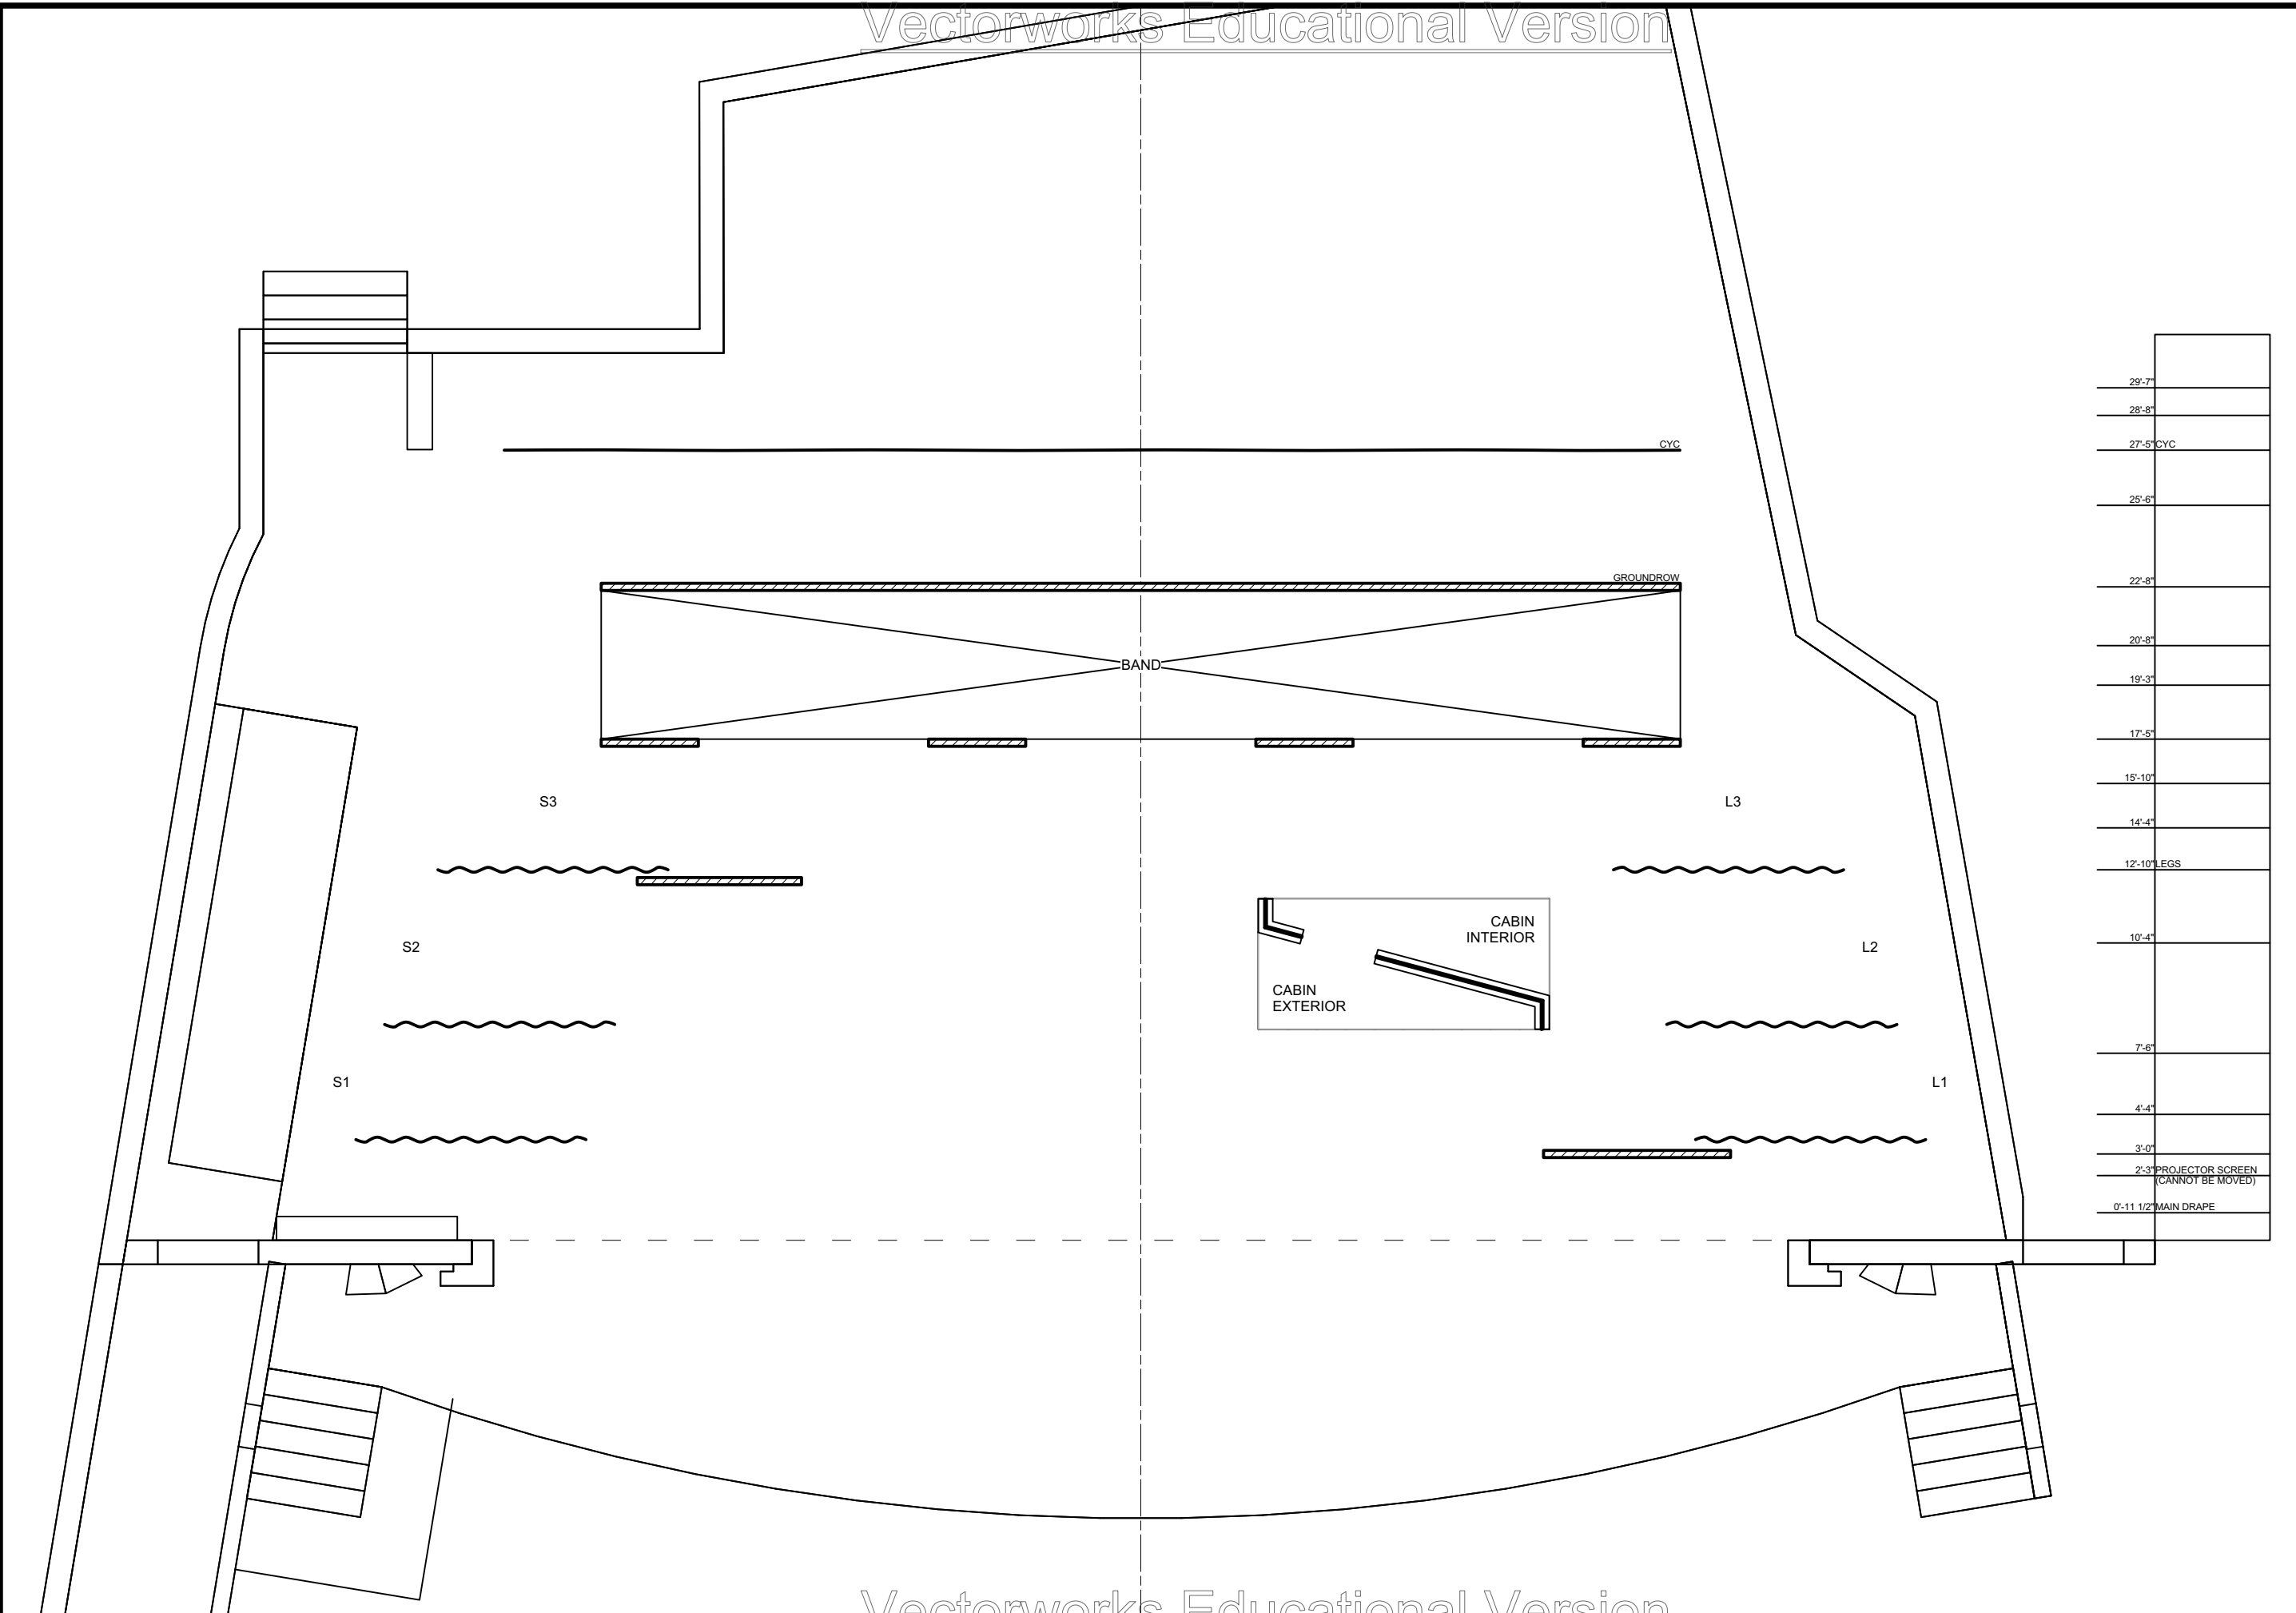 Vectorworks Educational Version
29'-7"
28'-8"
CYC
27'-5" CYC
25'-6"
GROUNDROW
22'-8"
20'-8"
BAND
19'-3"
17'-5"
15'-10"
S3
L3
14'-4"
12'-10" LEGS
CABIN
INTERIOR
10'-4"
S2
L2
CABIN
EXTERIOR
7'-6"
S1
L1
4'-4"
3'-0"
2'-3" PROJECTOR SCREEN
(CANNOT BE MOVED)
0'-11 1/2" MAIN DRAPE
Vectorworks Educational Version